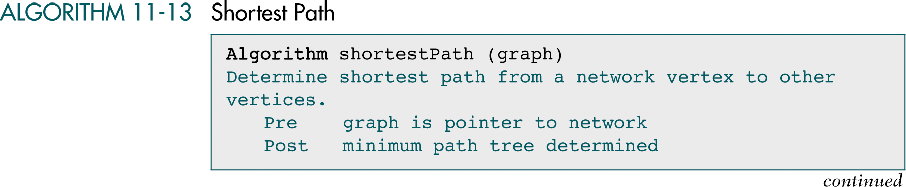 ALGORITHM 11-13 Shortest Path
Algorithm shortestPath (graph)
Determine shortest path from a network vertex to other
vertices.
Pre graph is pointer to network
Post minimum path tree determined
continued